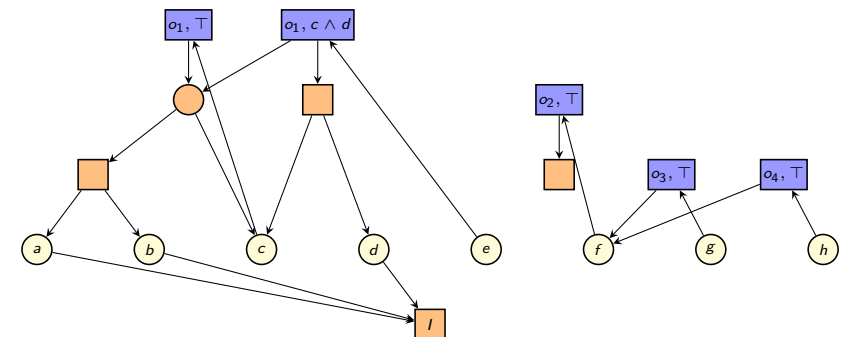 o₁, ⊤
o₁, c ∧ d
o₂, ⊤
o₃, ⊤
o₄, ⊤
a
b
c
d
e
f
g
h
I